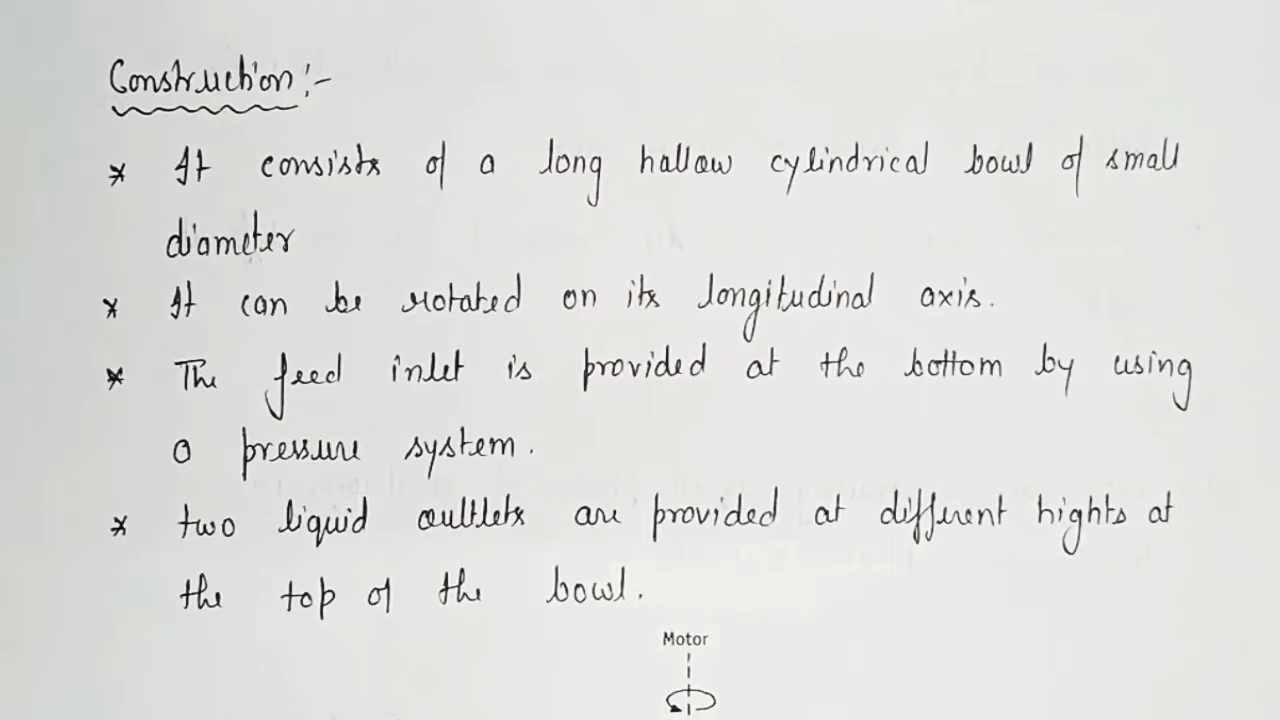 Construction:-
* It consists of a long hallow cylindrical bowl of small
diameter
* It can be rotated on its longitudinal axis.
* The feed inlet is provided at the bottom by using
a pressure system.
* two liquid oultlets are provided at different hights at
the top of the bowl.
Motor